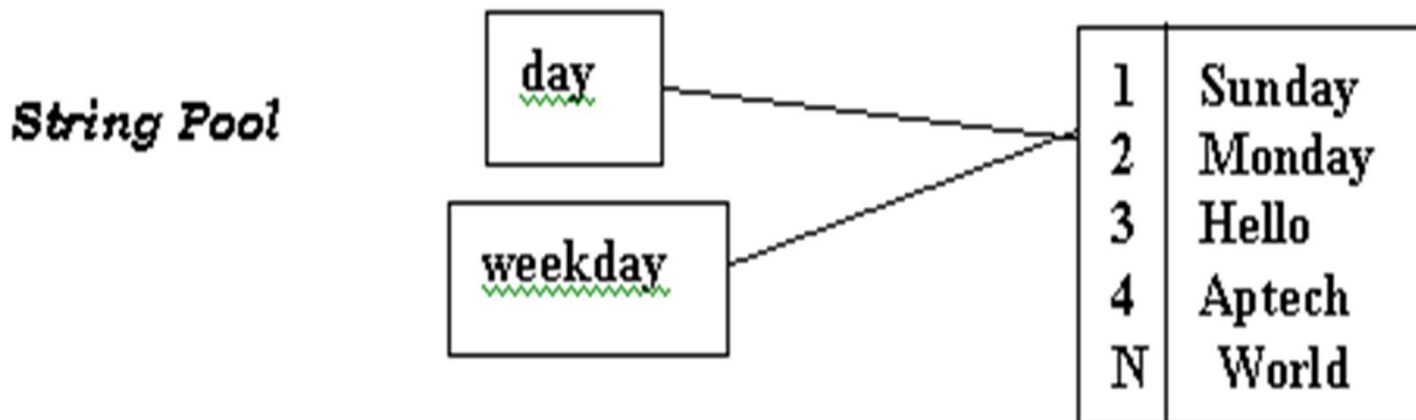 String Pool
day
weekday
1 Sunday
2 Monday
3 Hello
4 Aptech
N World